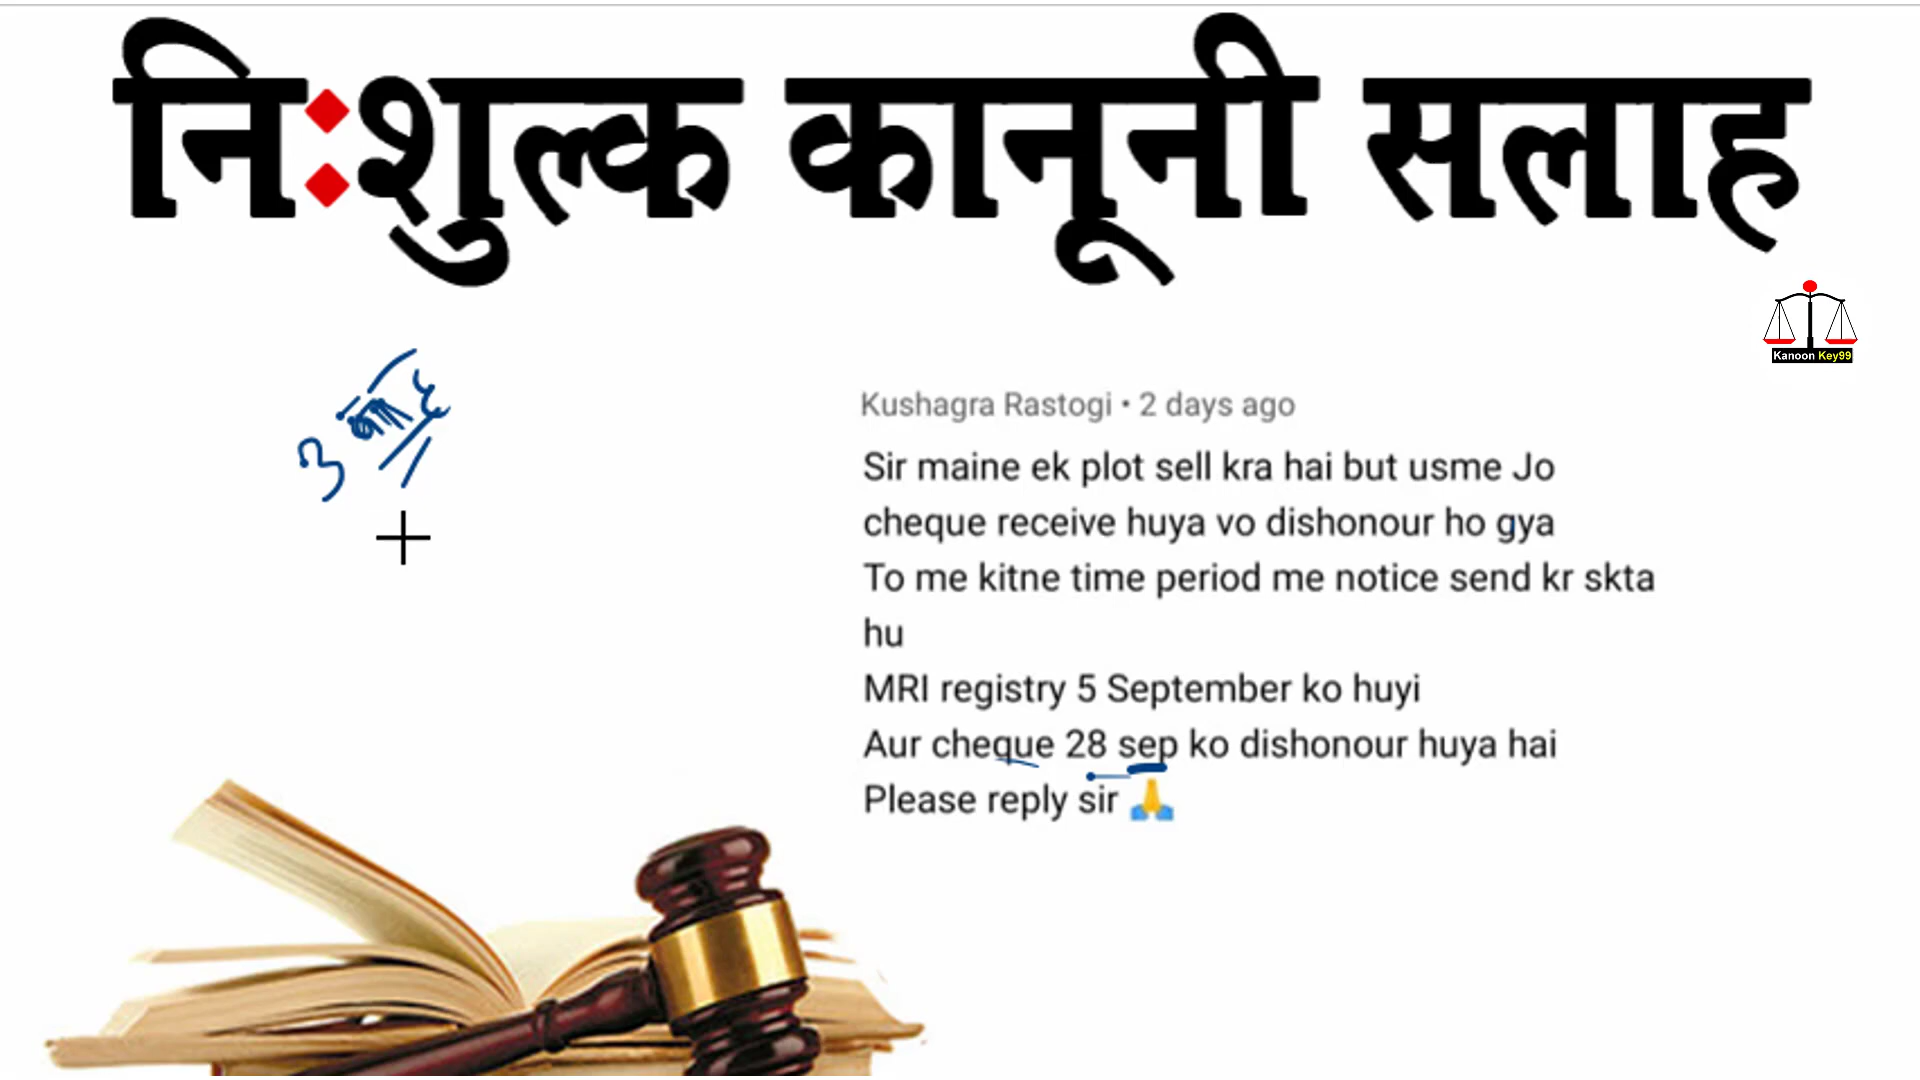 नि:शुल्क कानूनी सलाह
Kanoon Key99
3 माह
Kushagra Rastogi • 2 days ago
Sir maine ek plot sell kra hai but usme Jo
cheque receive huya vo dishonour ho gya
To me kitne time period me notice send kr skta
hu
MRI registry 5 September ko huyi
Aur cheque 28 sep ko dishonour huya hai
Please reply sir 🙏